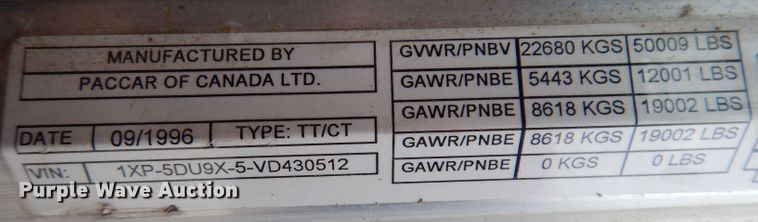 MANUFACTURED BY
PACCAR OF CANADA LTD.
DATE 09/1996 TYPE: TT/CT
VIN: 1XP-5DU9X-5-VD430512
GVWR/PNBV 22680 KGS 50009 LBS
GAWR/PNBE 5443 KGS 12001 LBS
GAWR/PNBE 8618 KGS 19002 LBS
GAWR/PNBE 8618 KGS 19002 LBS
GAWR/PNBE 0 KGS 0 LBS
Purple Wave Auction